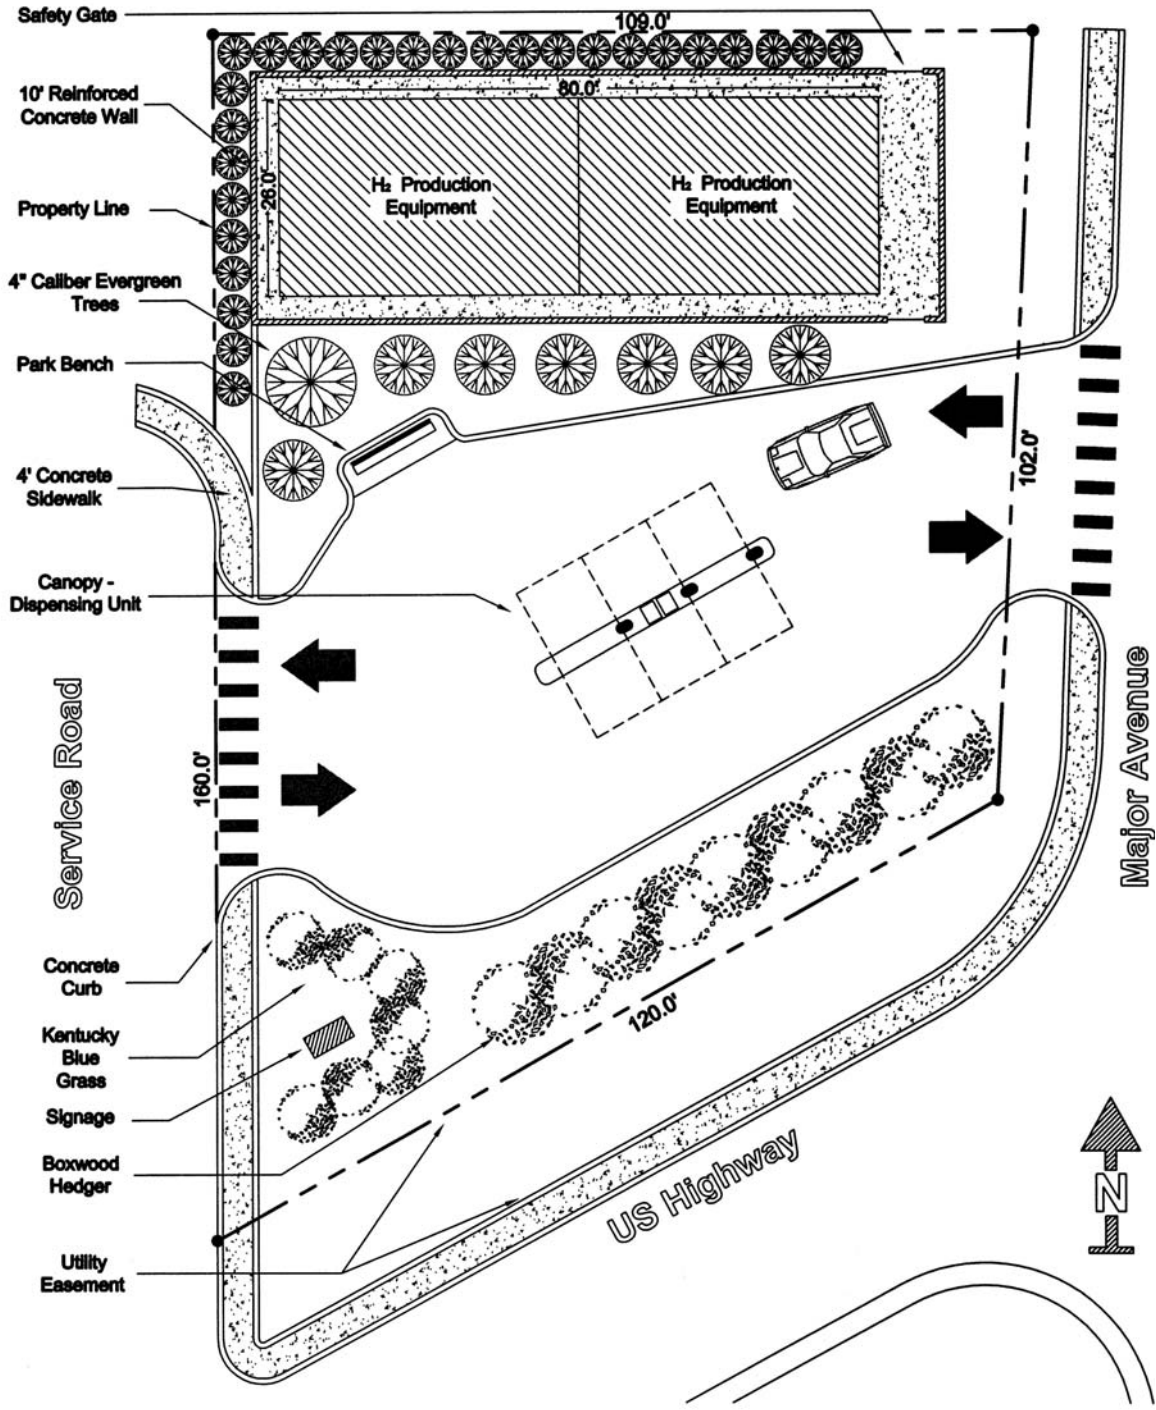 Safety Gate
109.0'
10' Reinforced
Concrete Wall
80.0'
26.0'
H₂ Production
Equipment
H₂ Production
Equipment
Property Line
4" Caliber Evergreen
Trees
Park Bench
102.0'
4' Concrete
Sidewalk
Canopy -
Dispensing Unit
Service Road
160.0'
Major Avenue
Concrete
Curb
Kentucky
Blue
Grass
120.0'
Signage
Boxwood
Hedger
US Highway
N
Utility
Easement